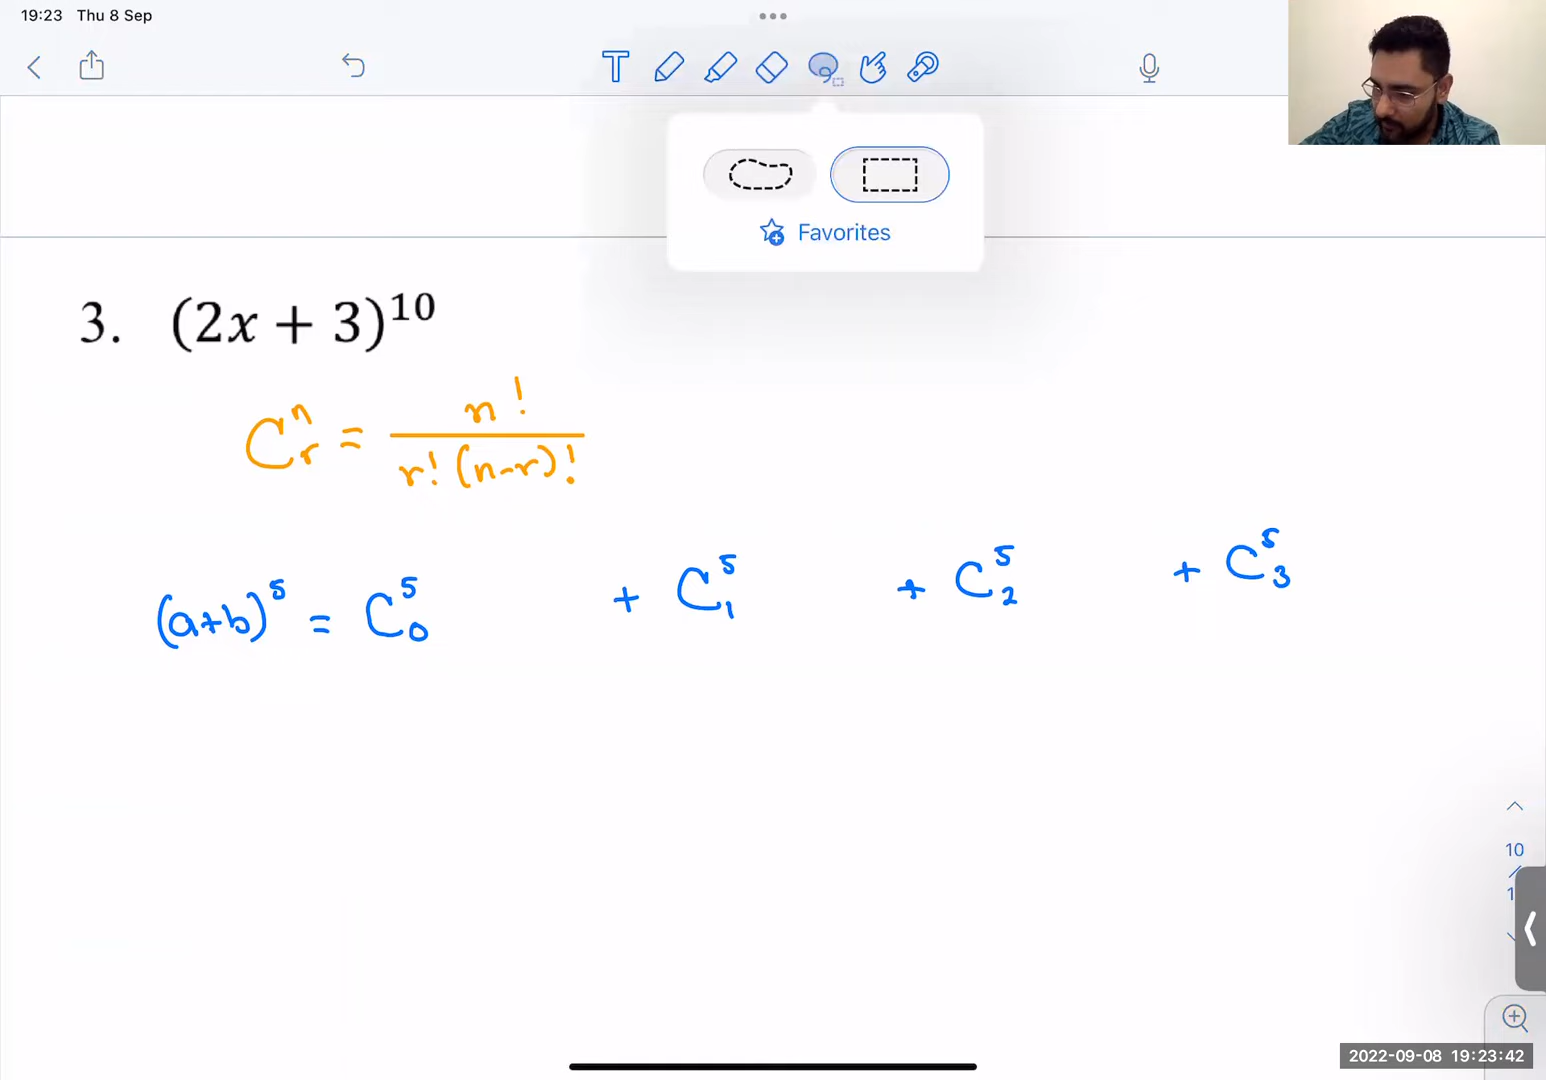 19:23 Thu 8 Sep
T
Favorites
3. (2x + 3)^10
C^n_r = n! / r!(n-r)!
(a+b)^5 = C^5_0 + C^5_1 + C^5_2 + C^5_3
10
/
1
2022-09-08 19:23:42